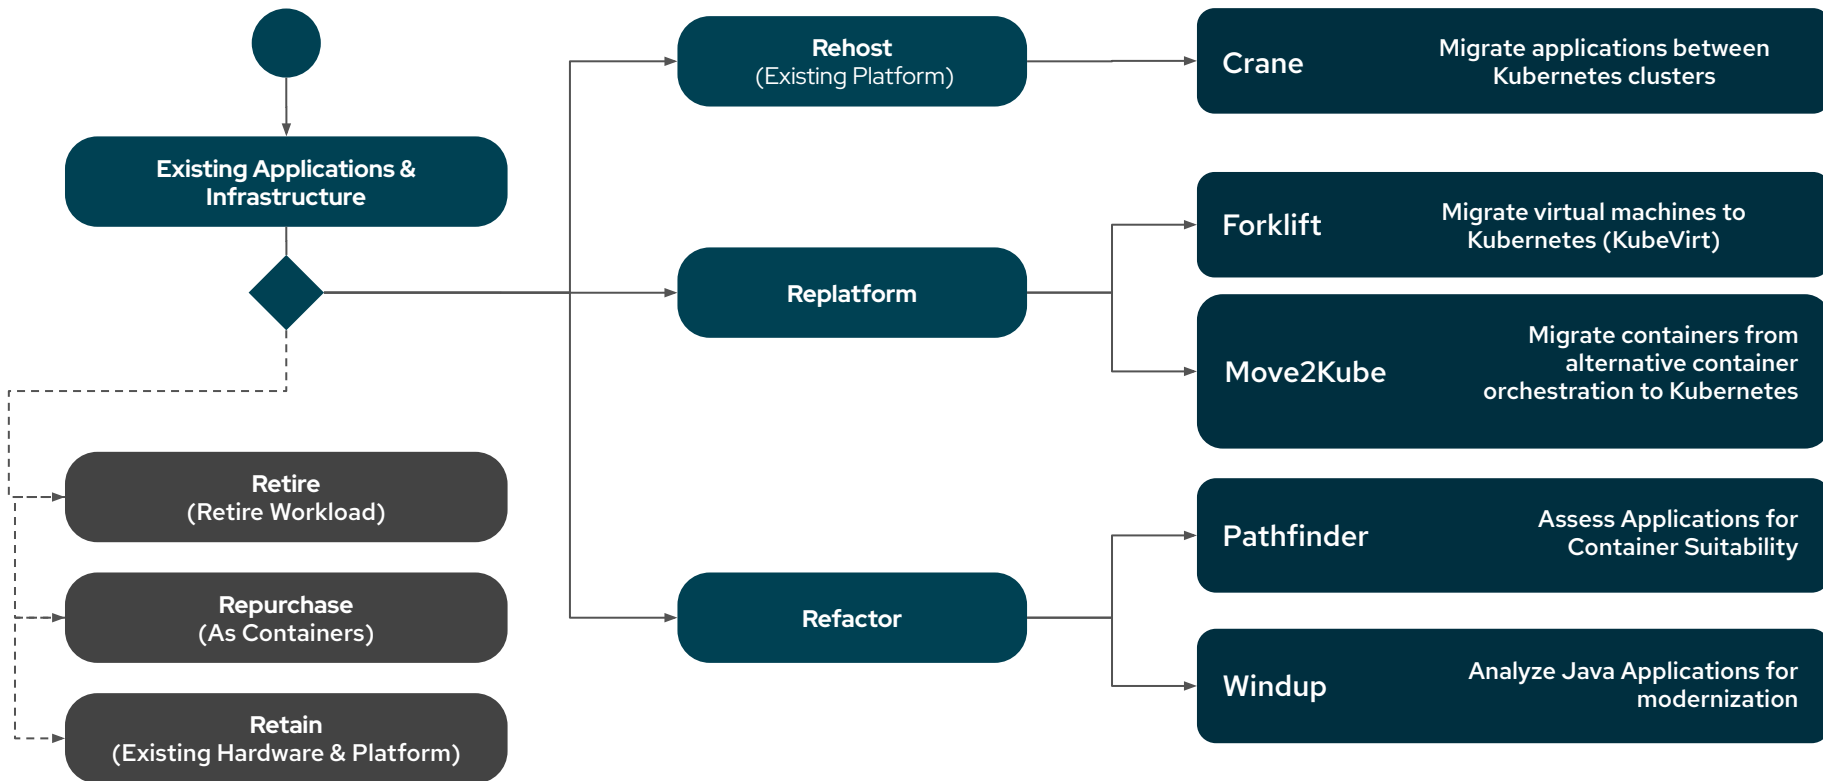 Existing Applications &
Infrastructure
Retire
(Retire Workload)
Repurchase
(As Containers)
Retain
(Existing Hardware & Platform)
Rehost
(Existing Platform)
Replatform
Refactor
Crane
Migrate applications between
Kubernetes clusters
Forklift
Migrate virtual machines to
Kubernetes (KubeVirt)
Move2Kube
Migrate containers from
alternative container
orchestration to Kubernetes
Pathfinder
Assess Applications for
Container Suitability
Windup
Analyze Java Applications for
modernization